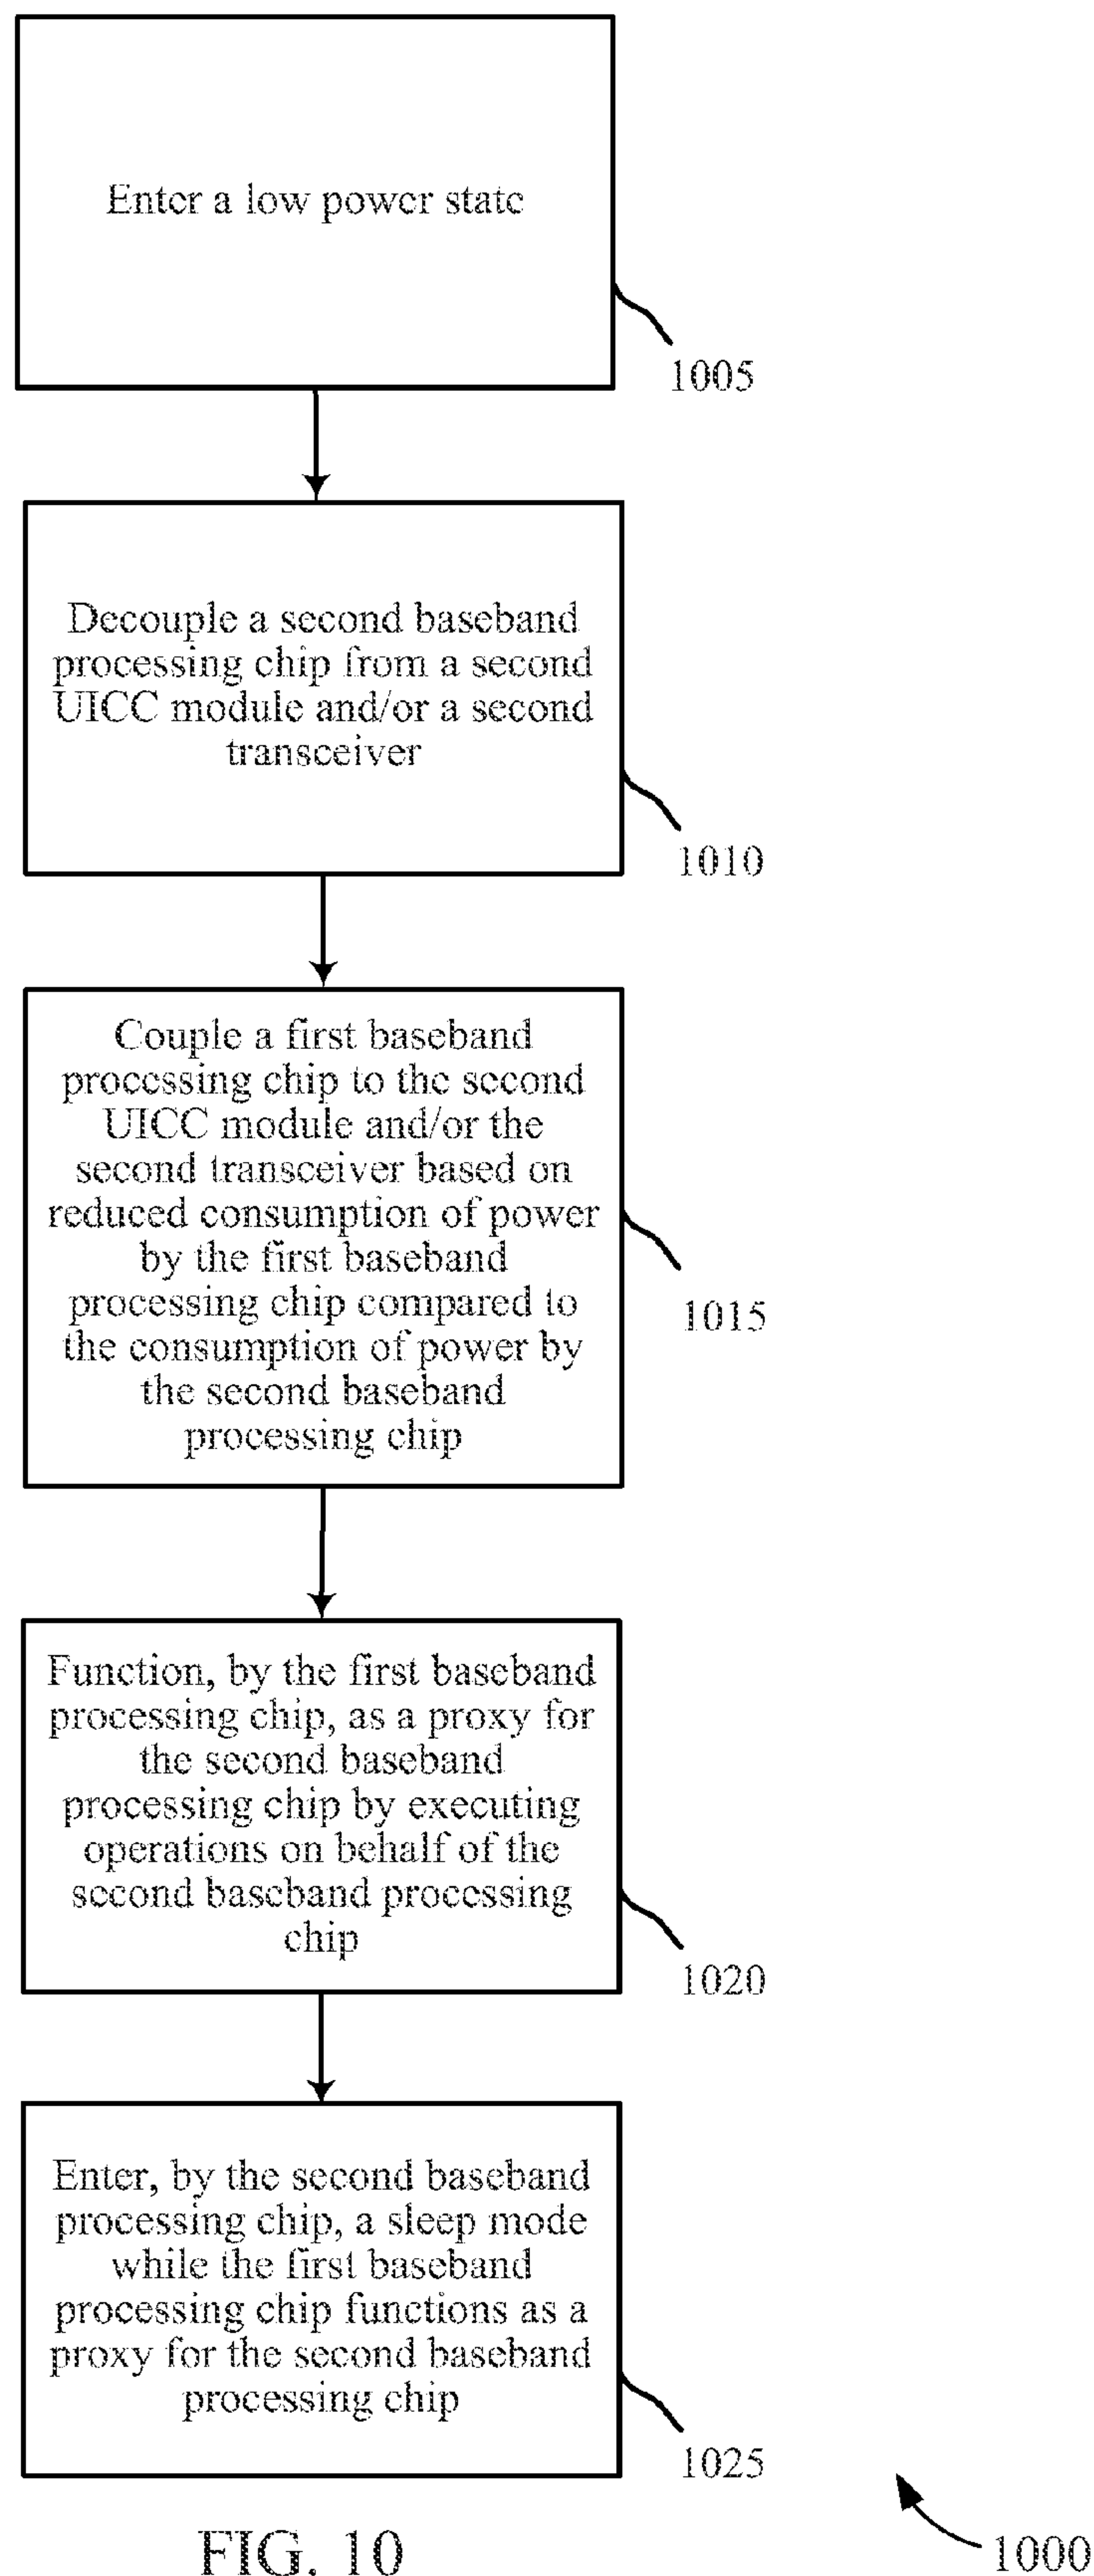 Enter a low power state
1005
Decouple a second baseband
processing chip from a second
UICC module and/or a second
transceiver
1010
Couple a first baseband
processing chip to the second
UICC module and/or the
second transceiver based on
reduced consumption of power
by the first baseband
processing chip compared to
the consumption of power by
the second baseband
processing chip
1015
Function, by the first baseband
processing chip, as a proxy for
the second baseband
processing chip by executing
operations on behalf of the
second baseband processing
chip
1020
Enter, by the second baseband
processing chip, a sleep mode
while the first baseband
processing chip functions as a
proxy for the second baseband
processing chip
1025
FIG. 10
1000